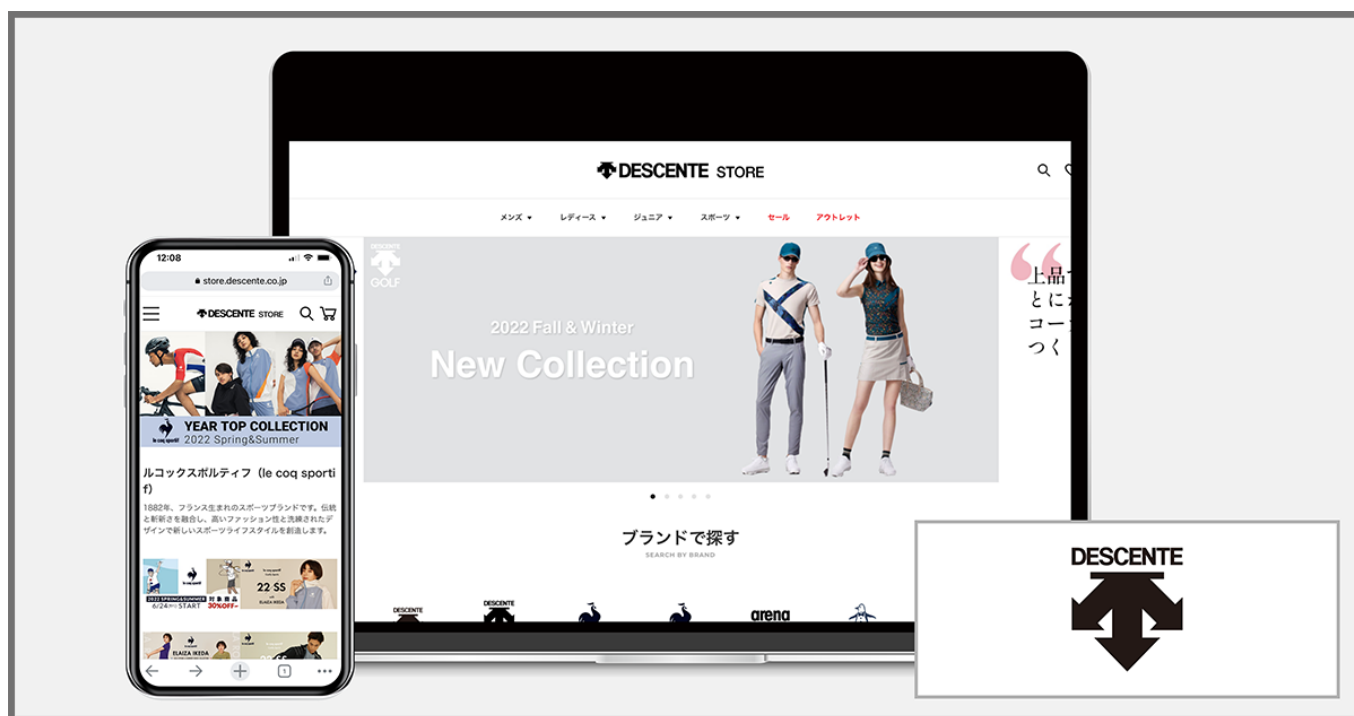 DESCENTE STORE
メンズ ▼ レディース ▼ ジュニア ▼ スポーツ ▼ セール アウトレット
DESCENTE
GOLF
2022 Fall & Winter
New Collection
上品
とに
コー
つく
ブランドで探す
SEARCH BY BRAND
DESCENTE
DESCENTE
arena
12:08
store.descente.co.jp
DESCENTE STORE
le coq sportif
YEAR TOP COLLECTION
2022 Spring&Summer
ルコックスポルティフ（le coq sporti
f）
1882年、フランス生まれのスポーツブランドです。伝統
と斬新さを融合し、高いファッション性と洗練されたデ
ザインで新しいスポーツライフスタイルを創造します。
2022 SPRING&SUMMER
6/24 START
対象商品
30%OFF
22 SS
ELAIZA IKEDA
ELAIZA IKEDA
1
DESCENTE